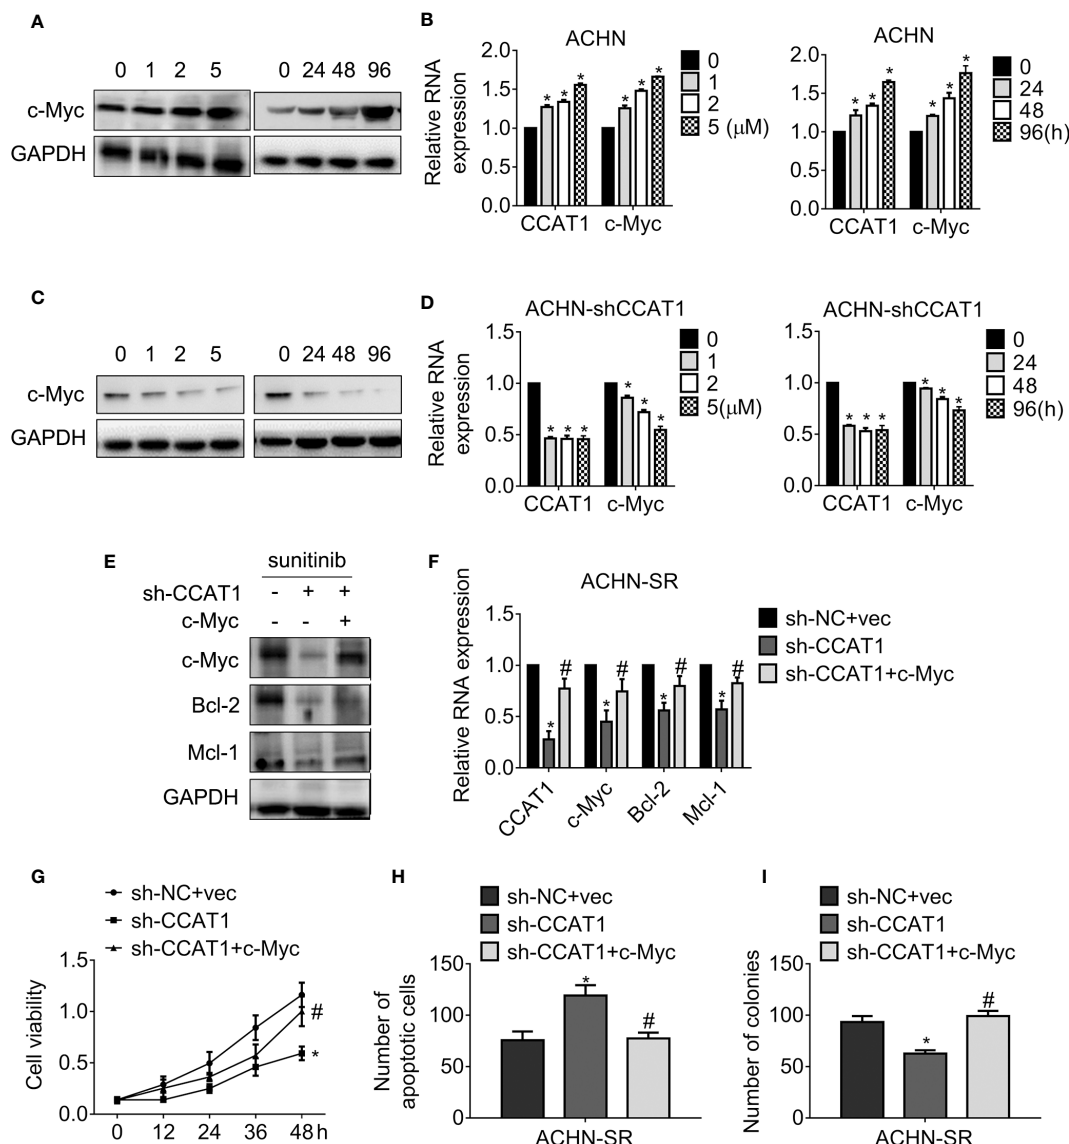 A
0 1 2 5 0 24 48 96
c-Myc
GAPDH
B
ACHN
2.0
1.5
1.0
0.5
0.0
Relative RNA
expression
CCAT1 c-Myc
0
1
2
5 (μM)
ACHN
2.0
1.5
1.0
0.5
0.0
CCAT1 c-Myc
0
24
48
96(h)
* * * * * *
* * * * * *
C
0 1 2 5 0 24 48 96
c-Myc
GAPDH
D
ACHN-shCCAT1
1.5
1.0
0.5
0.0
Relative RNA
expression
CCAT1 c-Myc
0
1
2
5(μM)
ACHN-shCCAT1
1.5
1.0
0.5
0.0
CCAT1 c-Myc
0
24
48
96(h)
* * * * * *
* * * * * *
E
sunitinib
sh-CCAT1 - + +
c-Myc - - +
c-Myc
Bcl-2
Mcl-1
GAPDH
F
ACHN-SR
1.5
1.0
0.5
0.0
Relative RNA expression
* # * # * # * #
CCAT1 c-Myc Bcl-2 Mcl-1
sh-NC+vec
sh-CCAT1
sh-CCAT1+c-Myc
G
sh-NC+vec
sh-CCAT1
sh-CCAT1+c-Myc
1.5
1.0
0.5
0.0
Cell viability
#
*
0 12 24 36 48 h
H
sh-NC+vec
sh-CCAT1
sh-CCAT1+c-Myc
150
100
50
0
Number of
apoptotic cells
* #
ACHN-SR
I
sh-NC+vec
sh-CCAT1
sh-CCAT1+c-Myc
150
100
50
0
Number of colonies
* #
ACHN-SR